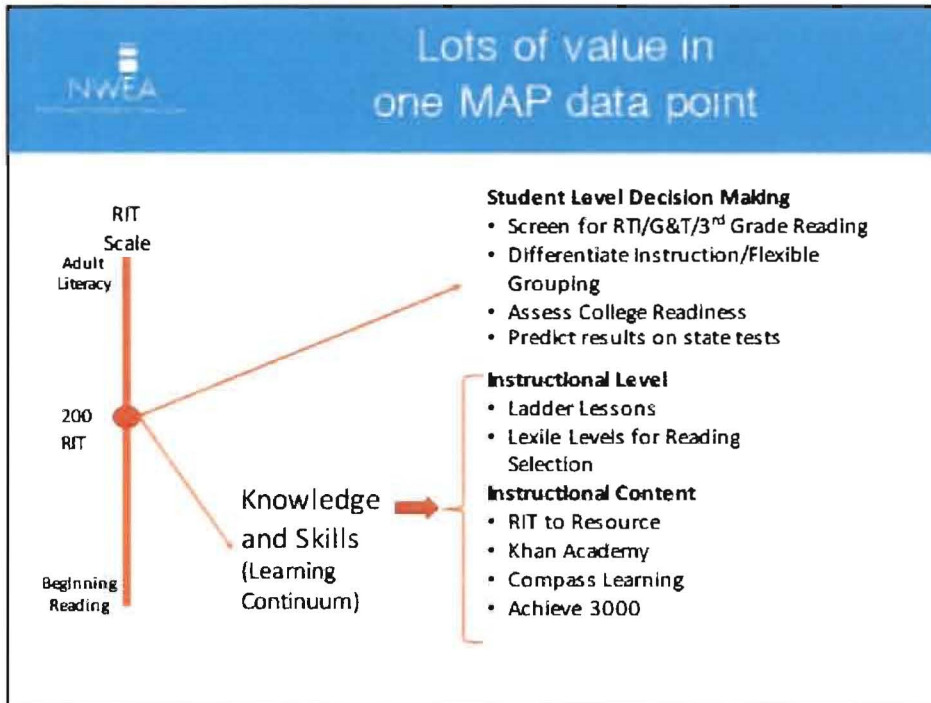 NWEA
Lots of value in
one MAP data point
RIT
Scale
Adult
Literacy
200
RIT
Beginning
Reading
Knowledge
and Skills
(Learning
Continuum)
Student Level Decision Making
• Screen for RTI/G&T/3rd Grade Reading
• Differentiate Instruction/Flexible
Grouping
• Assess College Readiness
• Predict results on state tests
Instructional Level
• Ladder Lessons
• Lexile Levels for Reading
Selection
Instructional Content
• RIT to Resource
• Khan Academy
• Compass Learning
• Achieve 3000